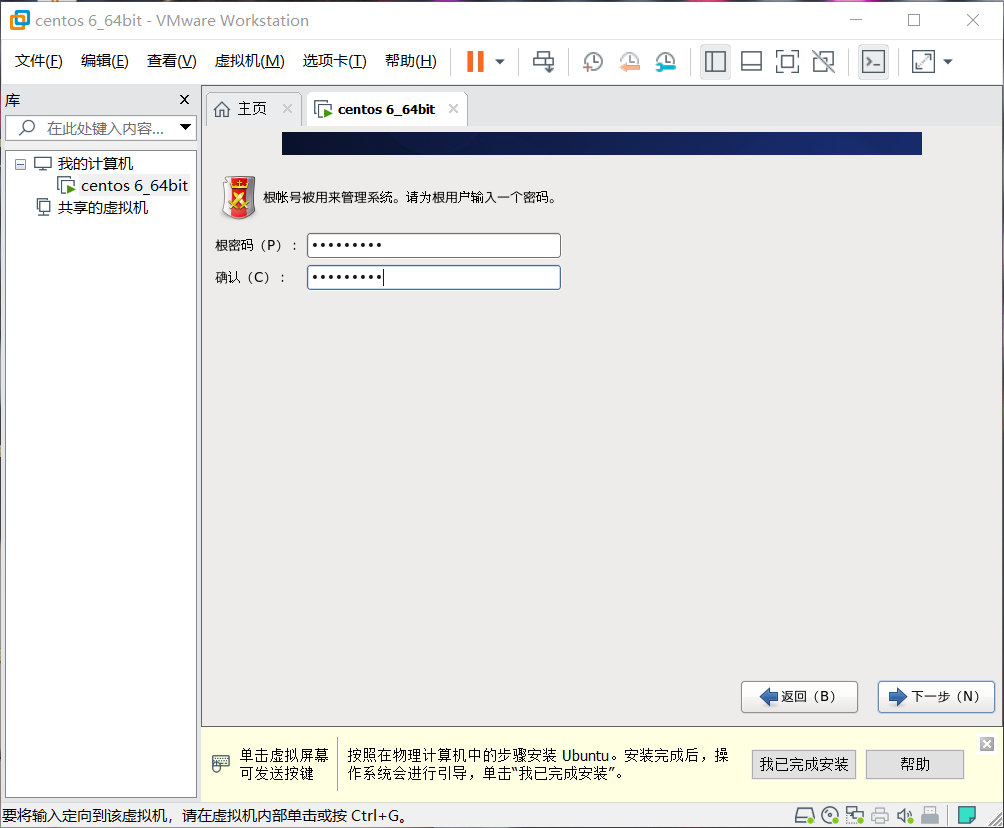 centos 6_64bit - VMware Workstation
文件(F) 编辑(E) 查看(V) 虚拟机(M) 选项卡(T) 帮助(H)
库
在此处键入内容...
我的计算机
centos 6_64bit
共享的虚拟机
主页 centos 6_64bit
根帐号被用来管理系统。请为根用户输入一个密码。
根密码（P）：
确认（C）：
返回（B） 下一步（N）
单击虚拟屏幕
可发送按键
按照在物理计算机中的步骤安装 Ubuntu。安装完成后，操
作系统会进行引导，单击“我已完成安装”。
我已完成安装 帮助
要将输入定向到该虚拟机，请在虚拟机内部单击或按 Ctrl+G。